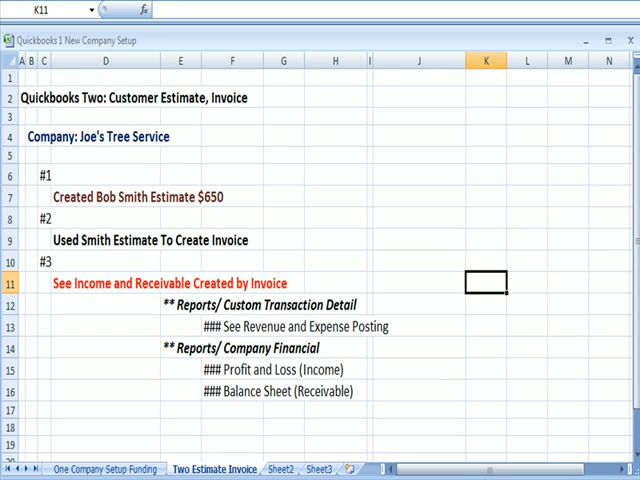 K11
fx
Quickbooks 1 New Company Setup
A B C D E F G H I J K L M N
1
2 Quickbooks Two: Customer Estimate, Invoice
3
4 Company: Joe's Tree Service
5
6 #1
7 Created Bob Smith Estimate $650
8 #2
9 Used Smith Estimate To Create Invoice
10 #3
11 See Income and Receivable Created by Invoice
12 ** Reports/ Custom Transaction Detail
13 ### See Revenue and Expense Posting
14 ** Reports/ Company Financial
15 ### Profit and Loss (Income)
16 ### Balance Sheet (Receivable)
17
18
19
20
One Company Setup Funding Two Estimate Invoice Sheet2 Sheet3